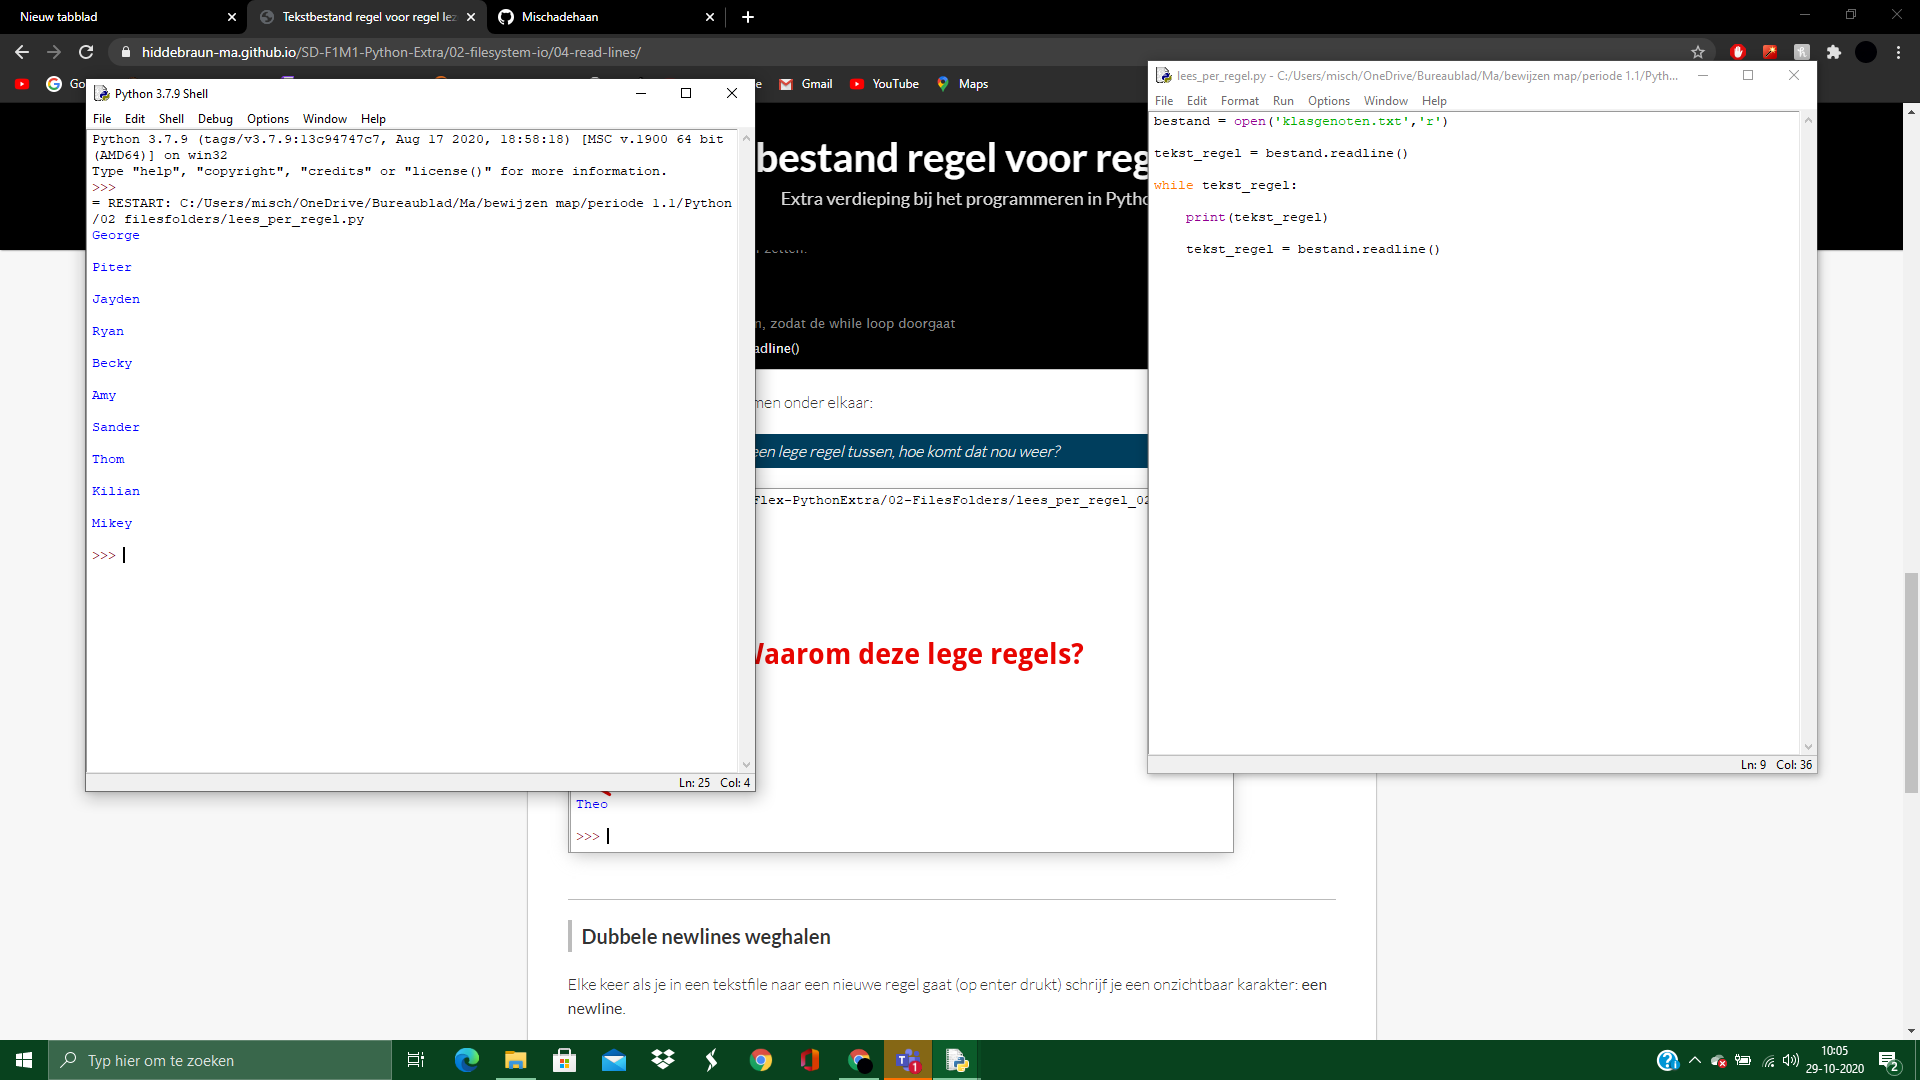 Nieuw tabblad
Tekstbestand regel voor regel lez
Mischadehaan
hiddebraun-ma.github.io/SD-F1M1-Python-Extra/02-filesystem-io/04-read-lines/
Gmail
YouTube
Maps
Python 3.7.9 Shell
File Edit Shell Debug Options Window Help
Python 3.7.9 (tags/v3.7.9:13c94747c7, Aug 17 2020, 18:58:18) [MSC v.1900 64 bit
(AMD64)] on win32
Type "help", "copyright", "credits" or "license()" for more information.
>>>
= RESTART: C:/Users/misch/OneDrive/Bureaublad/Ma/bewijzen map/periode 1.1/Python
/02 filesfolders/lees_per_regel.py
George
Piter
Jayden
Ryan
Becky
Amy
Sander
Thom
Kilian
Mikey
>>>
Ln: 25 Col: 4
lees_per_regel.py - C:/Users/misch/OneDrive/Bureaublad/Ma/bewijzen map/periode 1.1/Pyth...
File Edit Format Run Options Window Help
bestand = open('klasgenoten.txt','r')
tekst_regel = bestand.readline()
while tekst_regel:
print(tekst_regel)
tekst_regel = bestand.readline()
Ln: 9 Col: 36
bestand regel voor reg
Extra verdieping bij het programmeren in Pytho
n, zodat de while loop doorgaat
adline()
men onder elkaar:
een lege regel tussen, hoe komt dat nou weer?
Flex-PythonExtra/02-FilesFolders/lees_per_regel_02
Waarom deze lege regels?
Theo
>>>
Dubbele newlines weghalen
Elke keer als je in een tekstfile naar een nieuwe regel gaat (op enter drukt) schrijf je een onzichtbaar karakter: een
newline.
Typ hier om te zoeken
1
10:05
29-10-2020
2